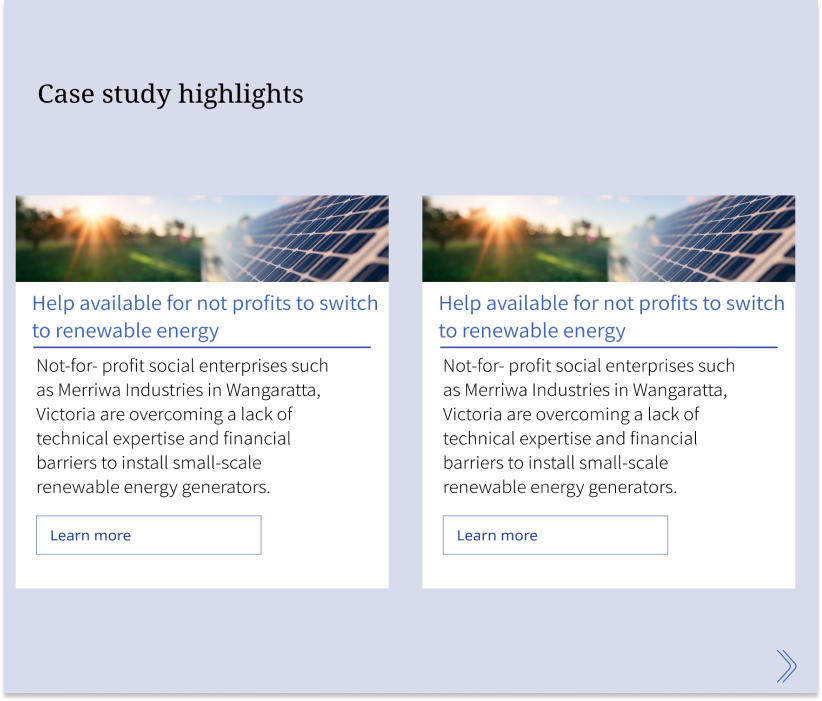 Case study highlights
Help available for not profits to switch
to renewable energy
Not-for- profit social enterprises such
as Merriwa Industries in Wangaratta,
Victoria are overcoming a lack of
technical expertise and financial
barriers to install small-scale
renewable energy generators.
Learn more
Help available for not profits to switch
to renewable energy
Not-for- profit social enterprises such
as Merriwa Industries in Wangaratta,
Victoria are overcoming a lack of
technical expertise and financial
barriers to install small-scale
renewable energy generators.
Learn more